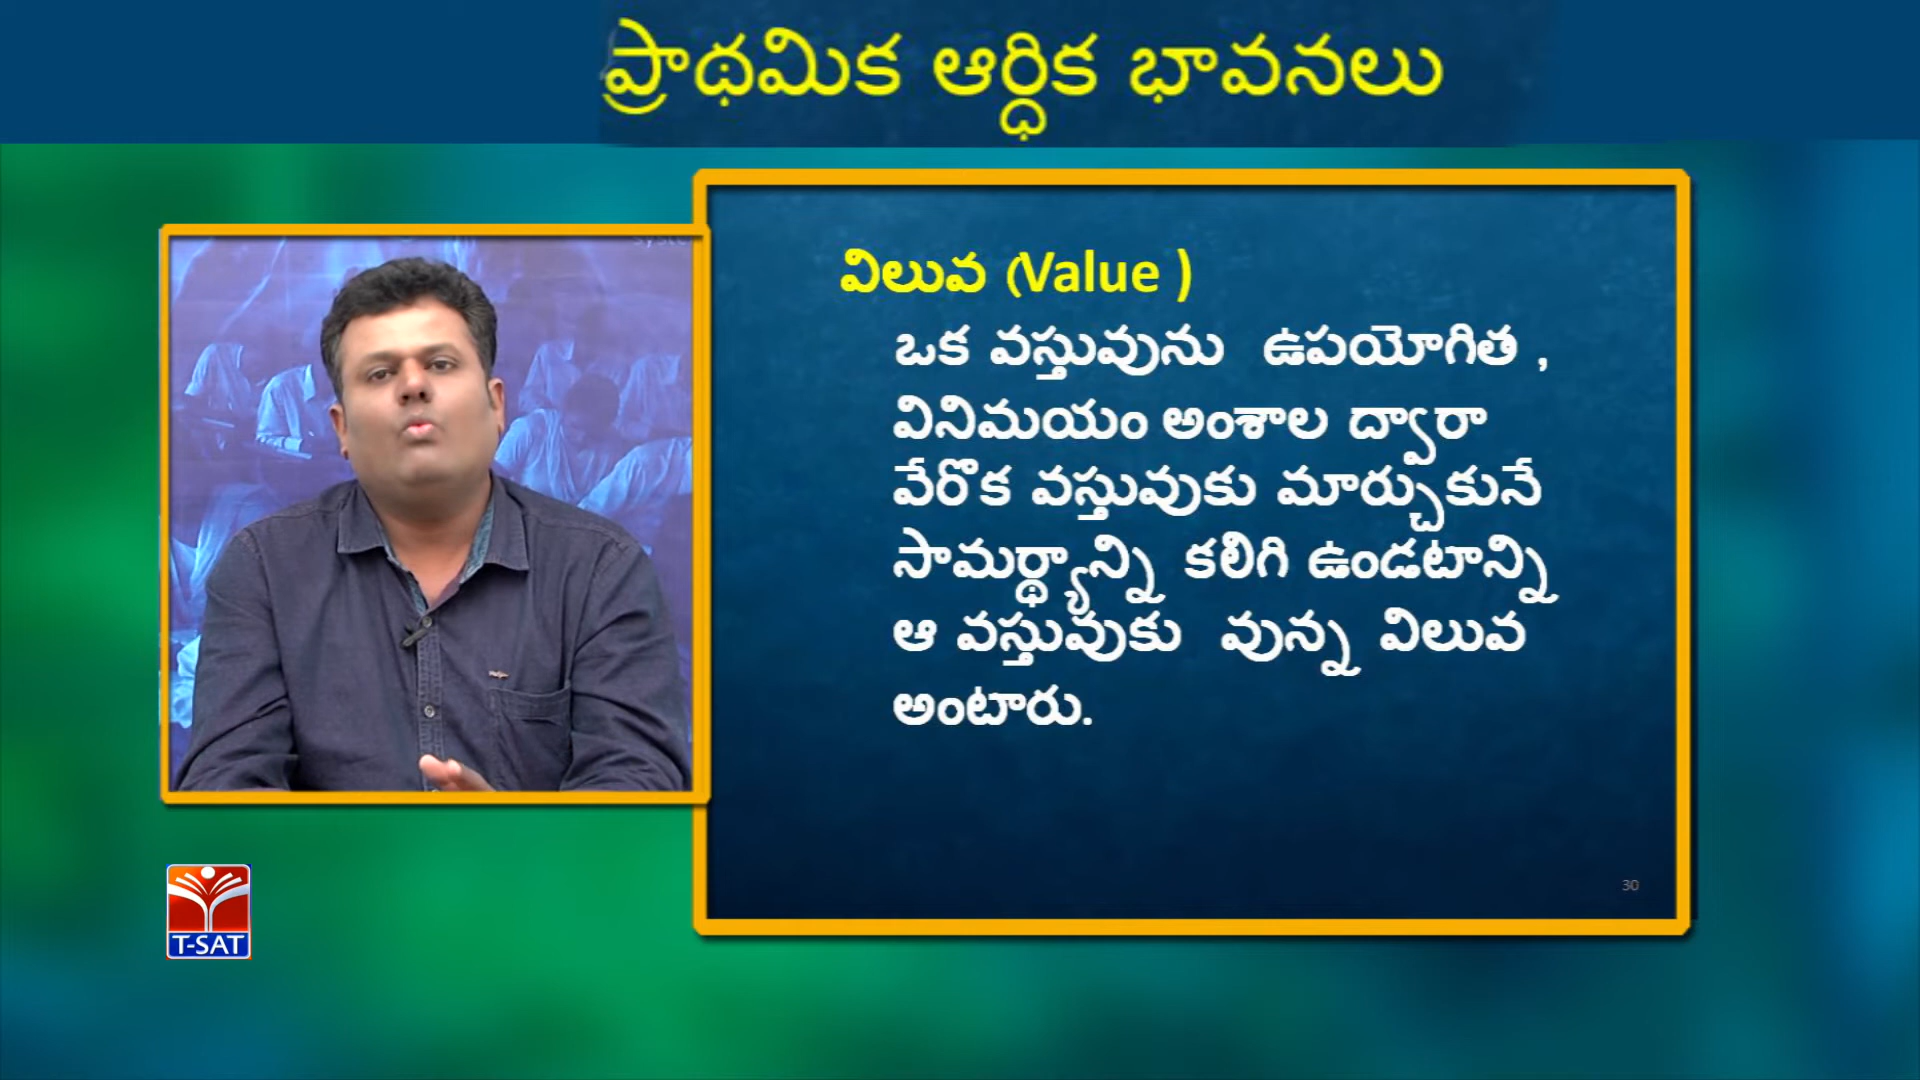 ప్రాథమిక ఆర్ధిక భావనలు
విలువ (Value )
ఒక వస్తువును ఉపయోగిత ,
వినిమయం అంశాల ద్వారా
వేరొక వస్తువుకు మార్చుకునే
సామర్థ్యాన్ని కలిగి ఉండటాన్ని
ఆ వస్తువుకు వున్న విలువ
అంటారు.
30
T-SAT